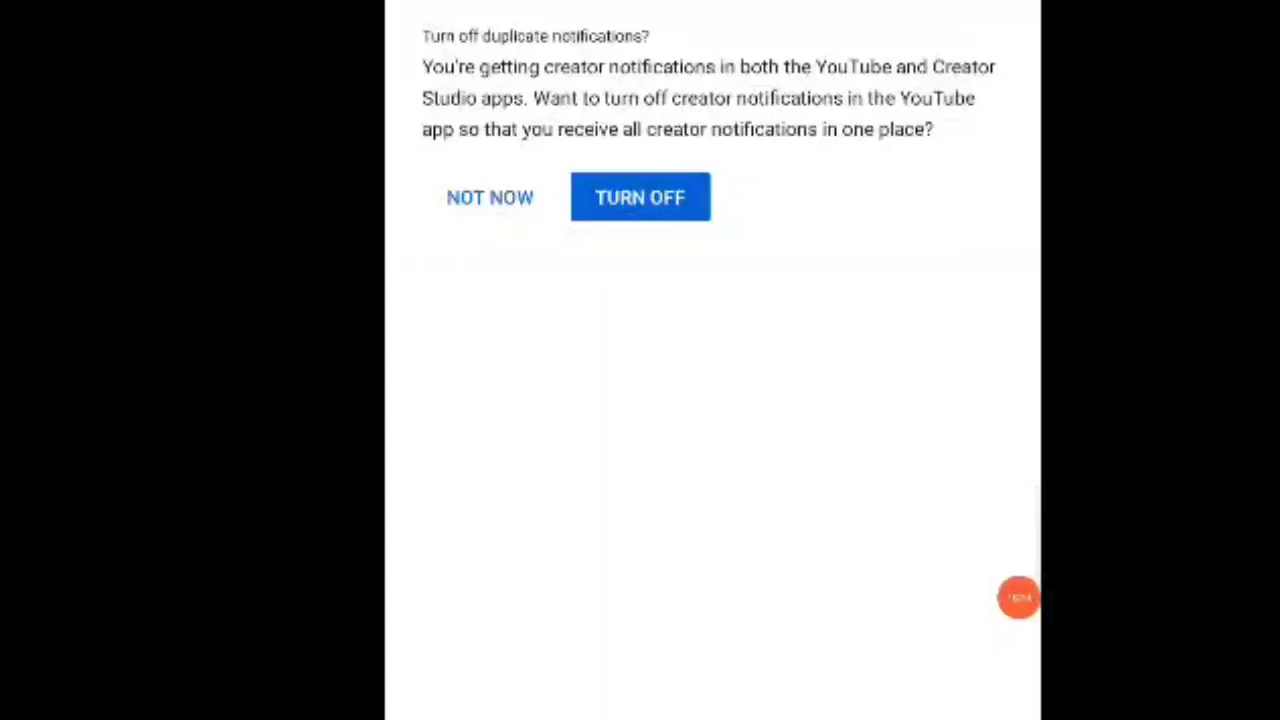 Turn off duplicate notifications?
You're getting creator notifications in both the YouTube and Creator
Studio apps. Want to turn off creator notifications in the YouTube
app so that you receive all creator notifications in one place?
NOT NOW TURN OFF